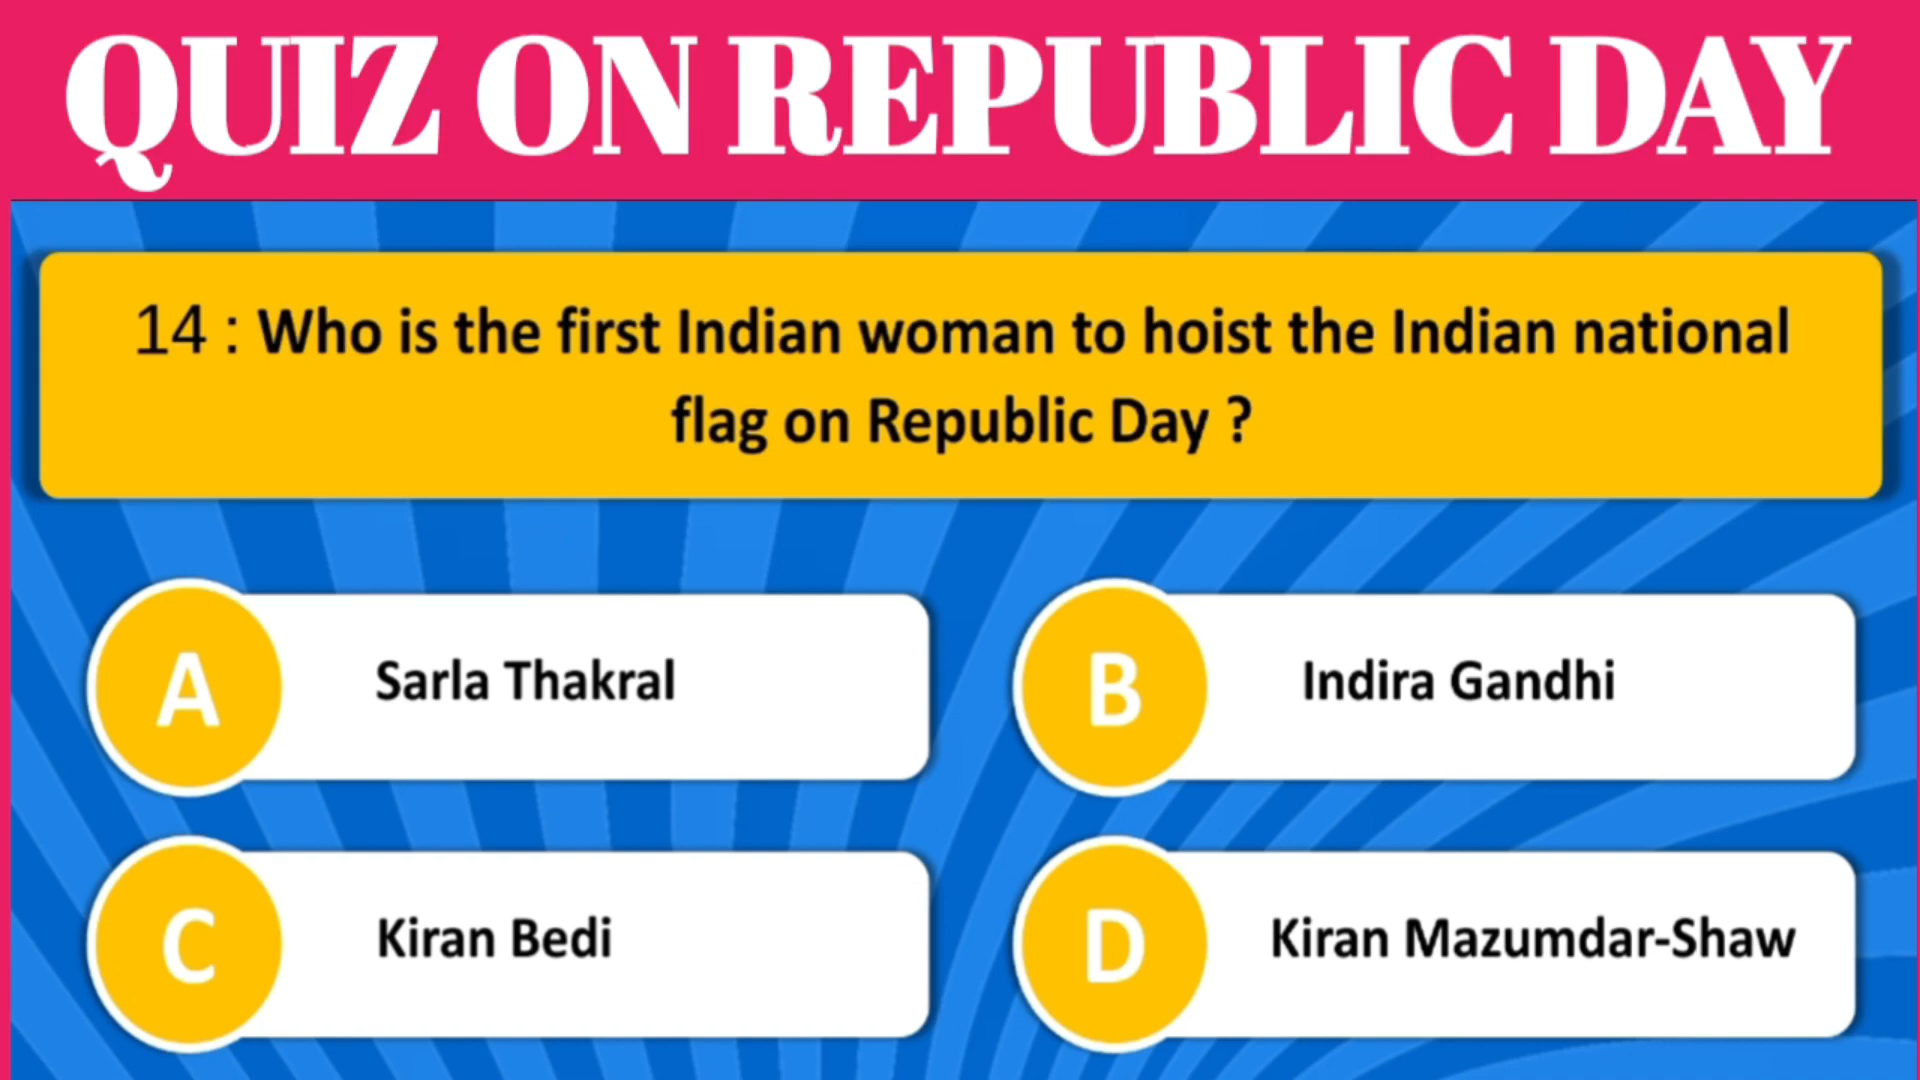 QUIZ ON REPUBLIC DAY
14 : Who is the first Indian woman to hoist the Indian national
flag on Republic Day ?
A Sarla Thakral
B Indira Gandhi
C Kiran Bedi
D Kiran Mazumdar-Shaw